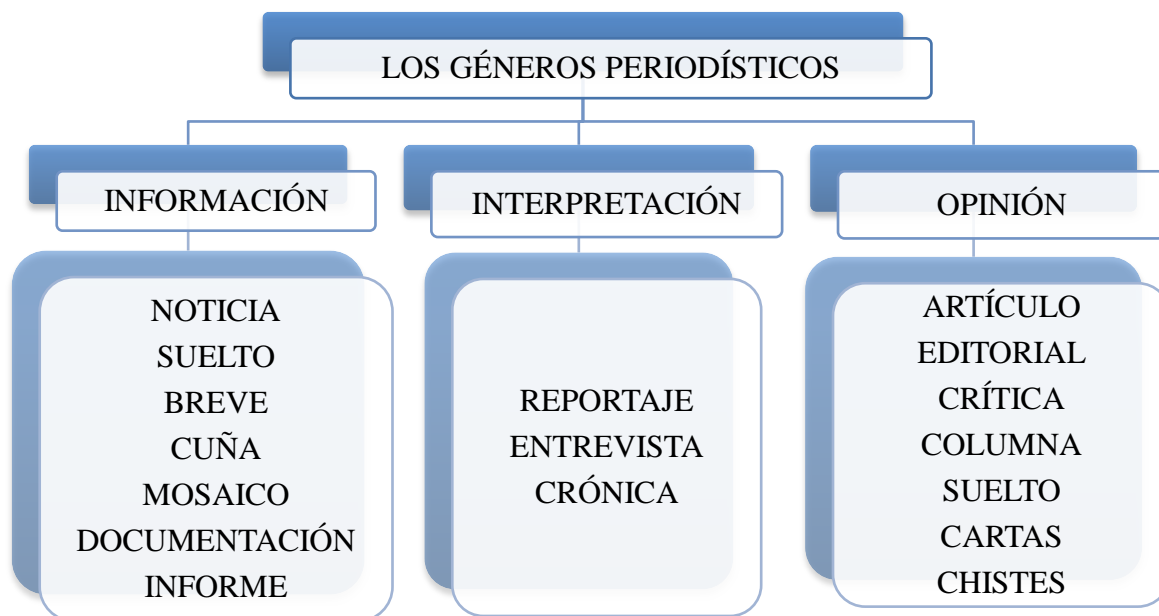 LOS GÉNEROS PERIODÍSTICOS
INFORMACIÓN
INTERPRETACIÓN
OPINIÓN
NOTICIA
SUELTO
BREVE
CUÑA
MOSAICO
DOCUMENTACIÓN
INFORME
REPORTAJE
ENTREVISTA
CRÓNICA
ARTÍCULO
EDITORIAL
CRÍTICA
COLUMNA
SUELTO
CARTAS
CHISTES